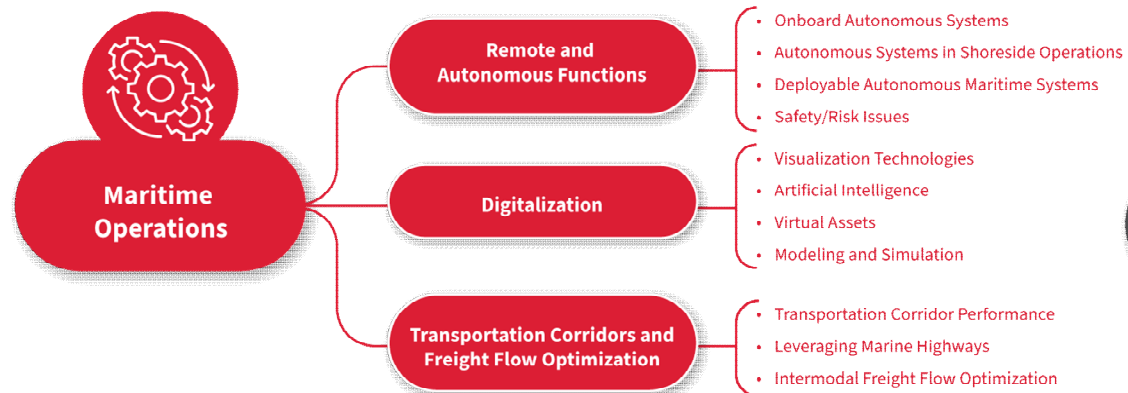 Maritime
Operations
Remote and
Autonomous Functions
• Onboard Autonomous Systems
• Autonomous Systems in Shoreside Operations
• Deployable Autonomous Maritime Systems
• Safety/Risk Issues
Digitalization
• Visualization Technologies
• Artificial Intelligence
• Virtual Assets
• Modeling and Simulation
Transportation Corridors and
Freight Flow Optimization
• Transportation Corridor Performance
• Leveraging Marine Highways
• Intermodal Freight Flow Optimization